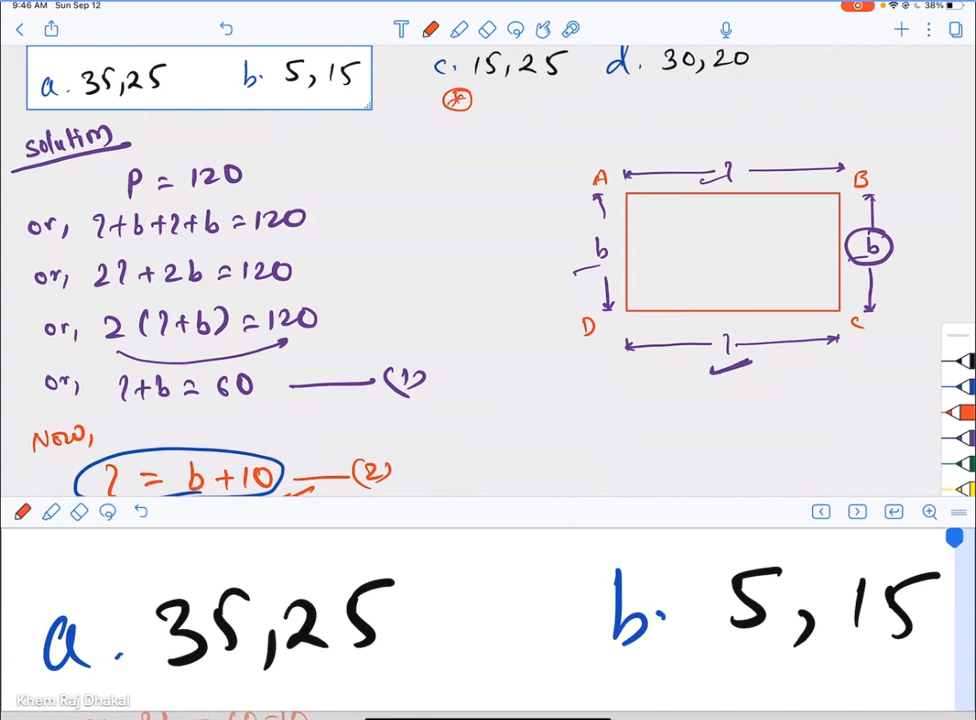 9:46 AM Sun Sep 12
38%
a. 35,25 b. 5, 15 c. 15, 25 d. 30, 20
Solution
P = 120
or, l+b+l+b = 120
or, 2l + 2b = 120
or, 2 (l+b) = 120
or, l+b = 60 (1)
Now,
l = b+10 (2)
A l B
b b
D l C
a. 35,25 b. 5, 15
Khem Raj Dhakal